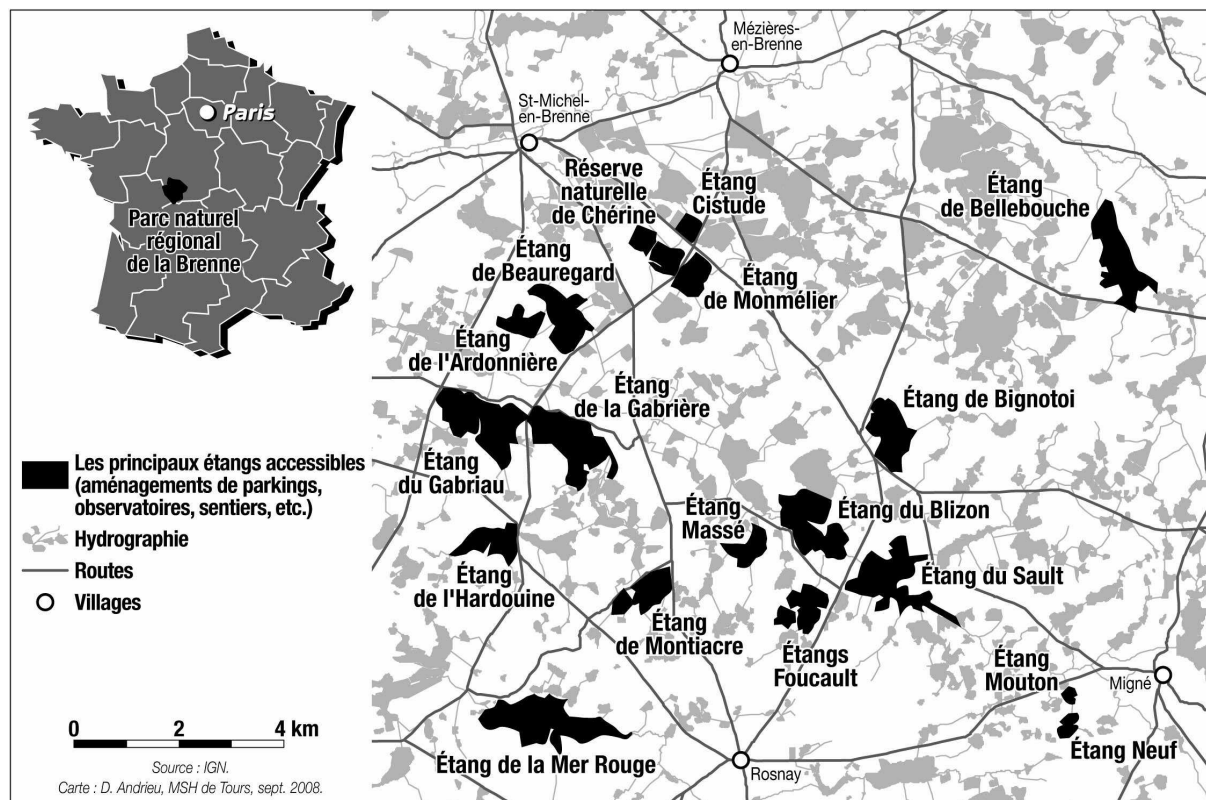 Paris
Parc naturel
régional
de la Brenne
Les principaux étangs accessibles
(aménagements de parkings,
observatoires, sentiers, etc.)
Hydrographie
Routes
Villages
0 2 4 km
Source : IGN.
Carte : D. Andrieu, MSH de Tours, sept. 2008.
Mézières-
en-Brenne
St-Michel-
en-Brenne
Réserve
naturelle
de Chérine
Étang
Cistude
Étang
de Bellebouche
Étang
de Beauregard
Étang
de Monmélier
Étang
de l'Ardonnière
Étang
de la Gabrière
Étang de Bignotoi
Étang
du Gabriau
Étang
Massé
Étang du Blizon
Étang
de l'Hardouine
Étang du Sault
Étang
de Montiacre
Étangs
Foucault
Étang
Mouton
Migné
Étang de la Mer Rouge
Rosnay
Étang Neuf